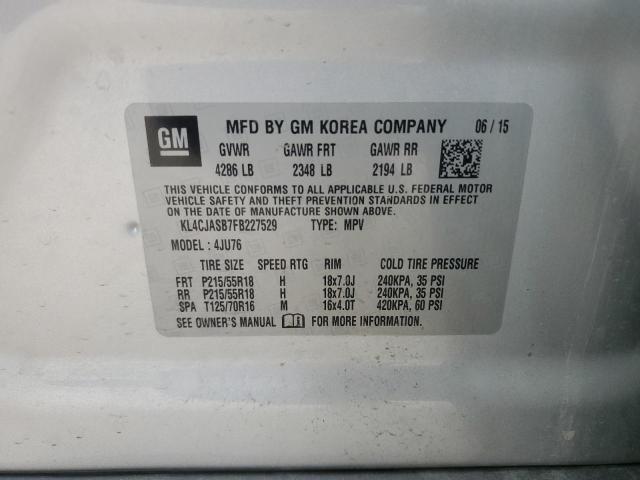 GM
MFD BY GM KOREA COMPANY 06 / 15
GVWR GAWR FRT GAWR RR
4286 LB 2348 LB 2194 LB
THIS VEHICLE CONFORMS TO ALL APPLICABLE U.S. FEDERAL MOTOR
VEHICLE SAFETY AND THEFT PREVENTION STANDARDS IN EFFECT
ON THE DATE OF MANUFACTURE SHOWN ABOVE.
KL4CJASB7FB227529 TYPE: MPV
MODEL : 4JU76
TIRE SIZE SPEED RTG RIM COLD TIRE PRESSURE
FRT P215/55R18 H 18x7.0J 240KPA, 35 PSI
RR P215/55R18 H 18x7.0J 240KPA, 35 PSI
SPA T125/70R16 M 16x4.0T 420KPA, 60 PSI
SEE OWNER'S MANUAL FOR MORE INFORMATION.